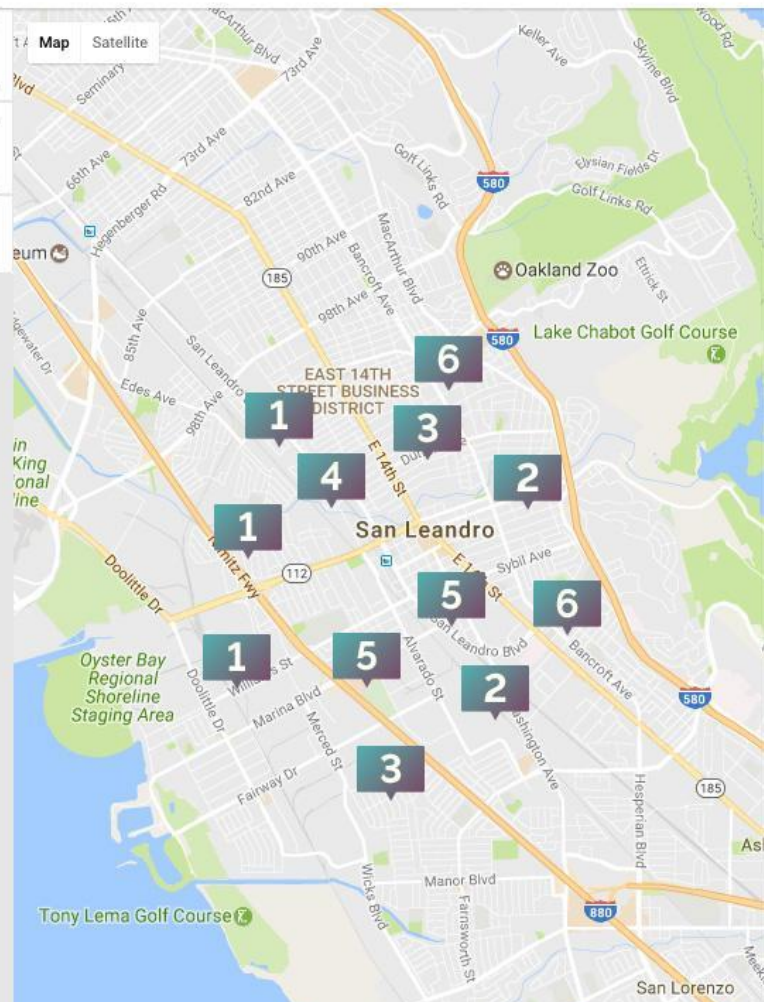 Map
Satellite
MacArthur Blvd
Keller Ave
Skyline Blvd
73rd Ave
Seminary
Blvd
66th Ave
73rd Ave
Hegenberger Rd
82nd Ave
Golf Links Rd
580
Elysian Fields Dr
Golf Links Rd
MacArthur Blvd
90th Ave
Bancroft Ave
eum
185
Oakland Zoo
Ettrick St
98th Ave
85th Ave
580
Lake Chabot Golf Course
San Leandro
6
EAST 14TH
STREET BUSINESS
DISTRICT
Edes Ave
98th Ave
1
3
E 14th St
4
2
in
King
ional
line
1
San Leandro
Doolittle Dr
112
Sybil Ave
5
6
San Leandro Blvd
Alvarado St
Bancroft Ave
1
5
Oyster Bay
Regional
Shoreline
Staging Area
Williams St
Doolittle Dr
Marina Blvd
2
580
Merced St
3
Fairway Dr
185
Hesperian Blvd
Wicks Blvd
Manor Blvd
Farnsworth St
880
Tony Lema Golf Course
San Lorenzo